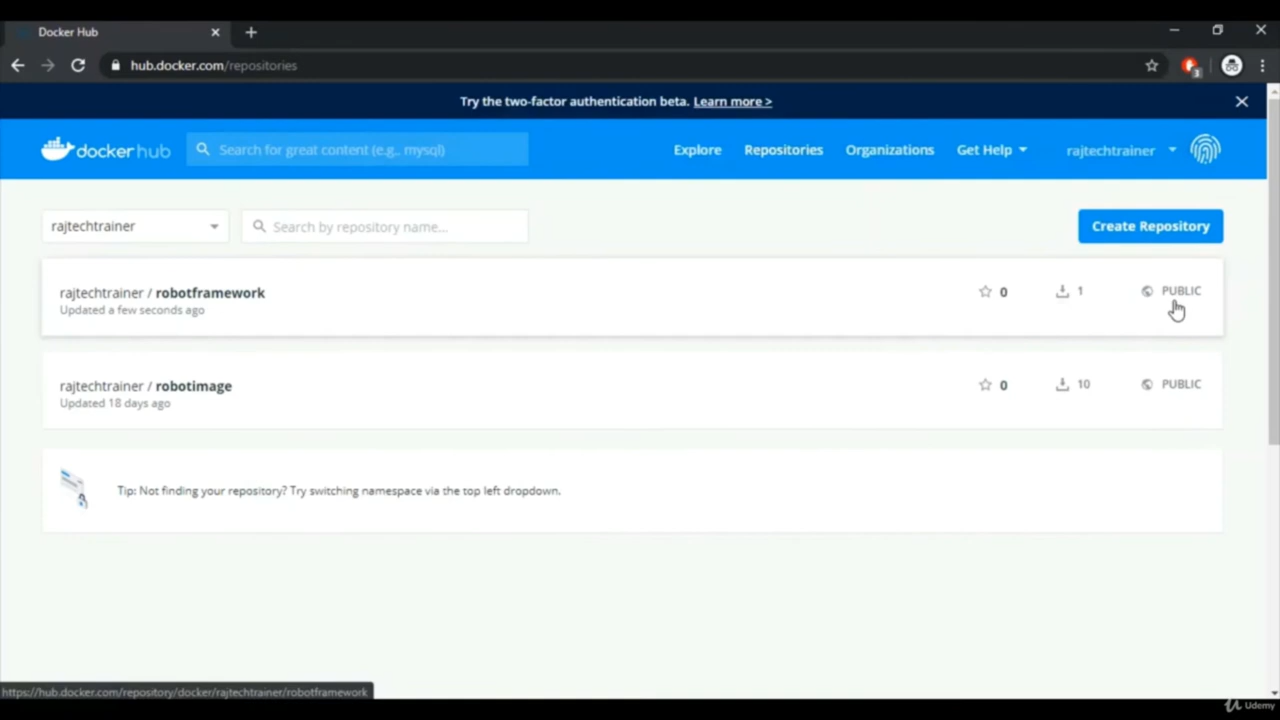 Docker Hub
hub.docker.com/repositories
3
Try the two-factor authentication beta. Learn more >
dockerhub
Search for great content (e.g., mysql)
Explore
Repositories
Organizations
Get Help
rajtechtrainer
rajtechtrainer
Search by repository name...
Create Repository
rajtechtrainer / robotframework
Updated a few seconds ago
0
1
PUBLIC
rajtechtrainer / robotimage
Updated 18 days ago
0
10
PUBLIC
Tip: Not finding your repository? Try switching namespace via the top left dropdown.
https://hub.docker.com/repository/docker/rajtechtrainer/robotframework
Udemy